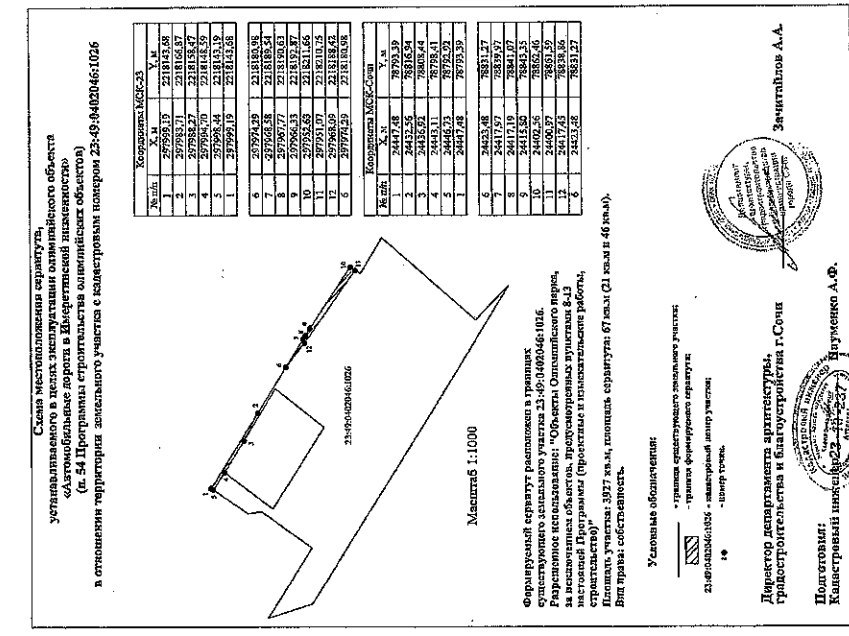 Схема местоположения сервитута,
устанавливаемого в целях эксплуатации олимпийского объекта
«Автомобильные дороги в Имеретинской низменности»
(п. 54 Программы строительства олимпийских объектов)
в отношении территории земельного участка с кадастровым номером 23:49:0402046:1026
Координаты МСК-23
№ п/п X, м Y, м
1 297999,19 2218143,68
2 297983,71 2218166,87
3 297988,27 2218158,47
4 297994,70 2218148,59
5 297998,44 2218143,19
1 297999,19 2218143,68
6 297974,29 2218180,98
7 297968,58 2218189,54
8 297967,77 2218190,63
9 297966,33 2218192,87
10 297952,63 2218211,66
11 297951,07 2218210,75
12 297968,09 2218188,42
6 297974,29 2218180,98
Координаты МСК-Сочи
№ п/п X, м Y, м
1 24447,48 78793,39
2 24432,56 78816,94
3 24436,92 78808,44
4 24443,11 78798,41
5 24446,73 78792,92
1 24447,48 78793,39
6 24423,48 78831,27
7 24417,97 78839,97
8 24417,19 78841,07
9 24415,80 78843,35
10 24402,56 78862,46
11 24400,97 78861,59
12 24417,43 78838,86
6 24423,48 78831,27
23:49:0402046:1026
Масштаб 1:1000
Формируемый сервитут расположен в границах
существующего земельного участка 23:49:0402046:1026.
Разрешенное использование: "Объекты Олимпийского парка,
за исключением объектов, предусмотренных пунктами 8-13
настоящей Программы (проектные и изыскательские работы,
строительство)"
Площадь участка: 3927 кв.м, площадь сервитута: 67 кв.м (21 кв.м и 46 кв.м).
Вид права: собственность.
Условные обозначения:
- граница существующего земельного участка;
- граница формируемого сервитута;
23:49:0402046:1026 - кадастровый номер участка;
- номер точки.
Директор департамента архитектуры,
градостроительства и благоустройства г.Сочи Зачитайлов А.А.
Подготовил:
Кадастровый инженер Науменко А.Ф.